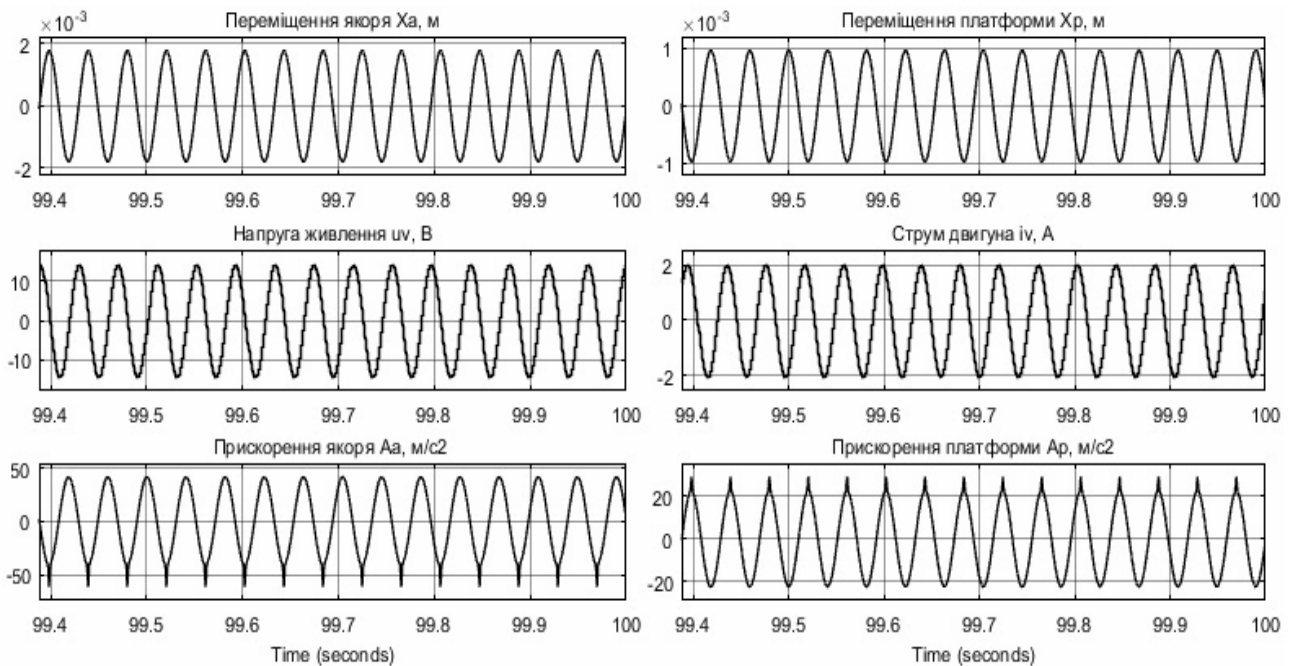 Переміщення якоря Xa, м
×10⁻³
2
0
-2
99.4 99.5 99.6 99.7 99.8 99.9 100
Переміщення платформи Xp, м
×10⁻³
1
0
-1
99.4 99.5 99.6 99.7 99.8 99.9 100
Напруга живлення uv, В
10
0
-10
99.4 99.5 99.6 99.7 99.8 99.9 100
Струм двигуна iv, А
2
0
-2
99.4 99.5 99.6 99.7 99.8 99.9 100
Прискорення якоря Aa, м/с2
50
0
-50
99.4 99.5 99.6 99.7 99.8 99.9 100
Time (seconds)
Прискорення платформи Ap, м/с2
20
0
-20
99.4 99.5 99.6 99.7 99.8 99.9 100
Time (seconds)